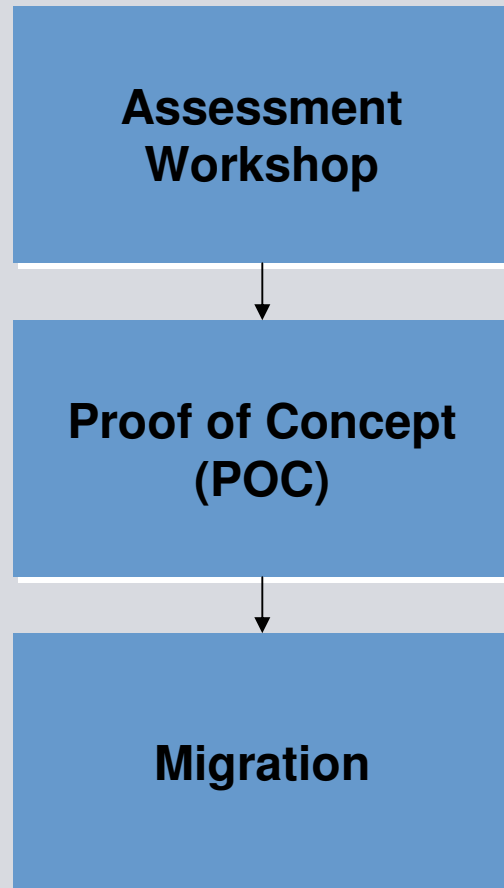 Assessment
Workshop
Proof of Concept
(POC)
Migration